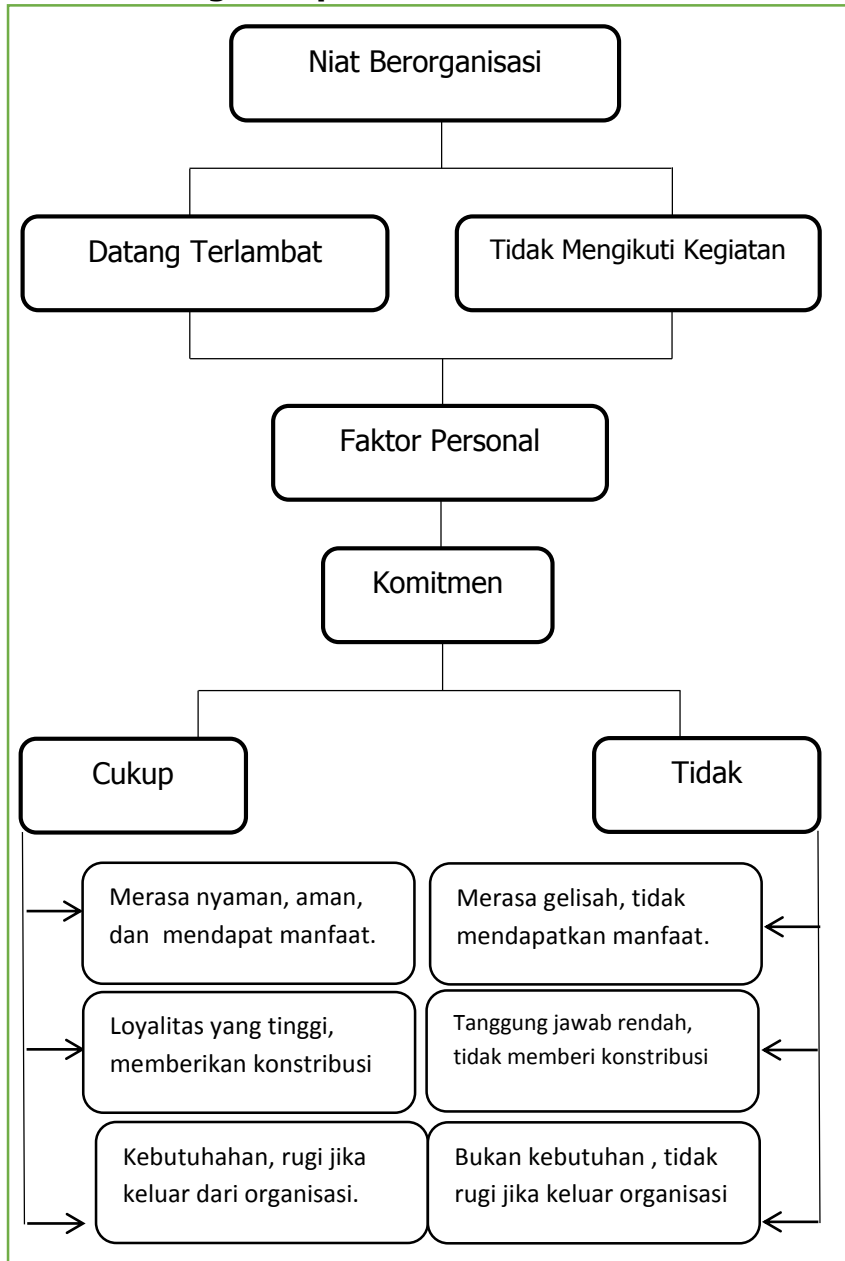 Niat Berorganisasi
Datang Terlambat
Tidak Mengikuti Kegiatan
Faktor Personal
Komitmen
Cukup
Tidak
Merasa nyaman, aman,
dan mendapat manfaat.
Merasa gelisah, tidak
mendapatkan manfaat.
Loyalitas yang tinggi,
memberikan konstribusi
Tanggung jawab rendah,
tidak memberi konstribusi
Kebutuhahan, rugi jika
keluar dari organisasi.
Bukan kebutuhan , tidak
rugi jika keluar organisasi